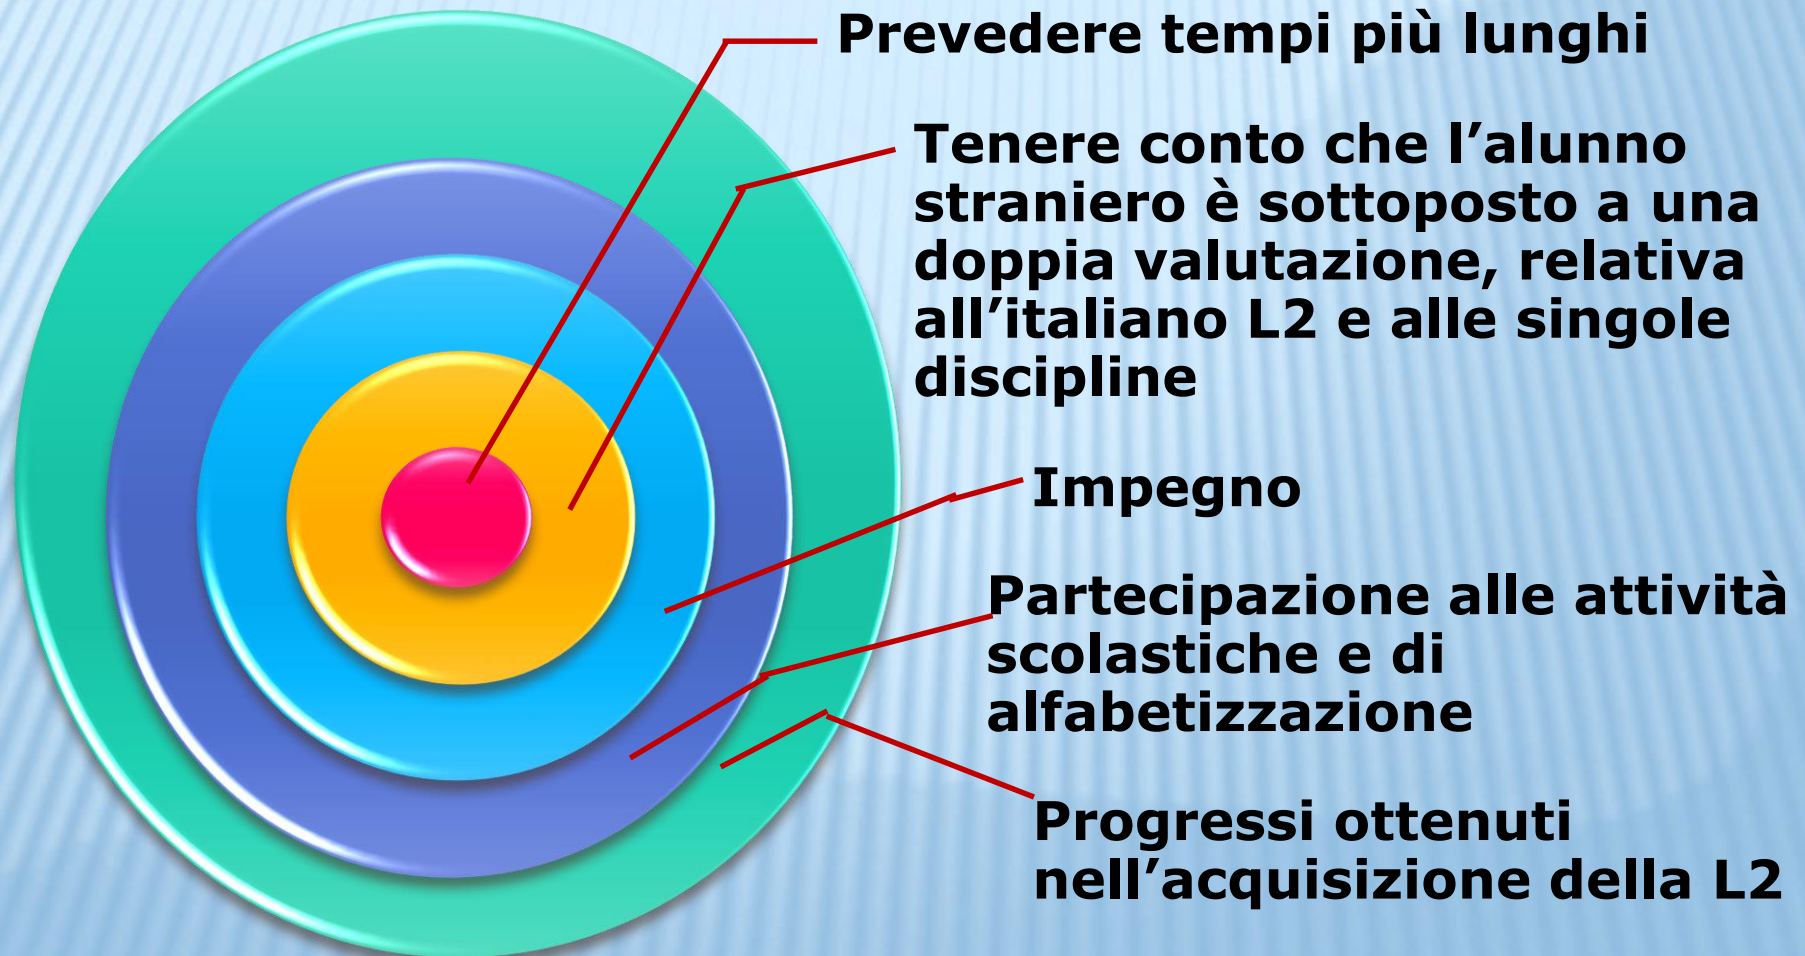 Prevedere tempi più lunghi
Tenere conto che l’alunno
straniero è sottoposto a una
doppia valutazione, relativa
all’italiano L2 e alle singole
discipline
Impegno
Partecipazione alle attività
scolastiche e di
alfabetizzazione
Progressi ottenuti
nell’acquisizione della L2